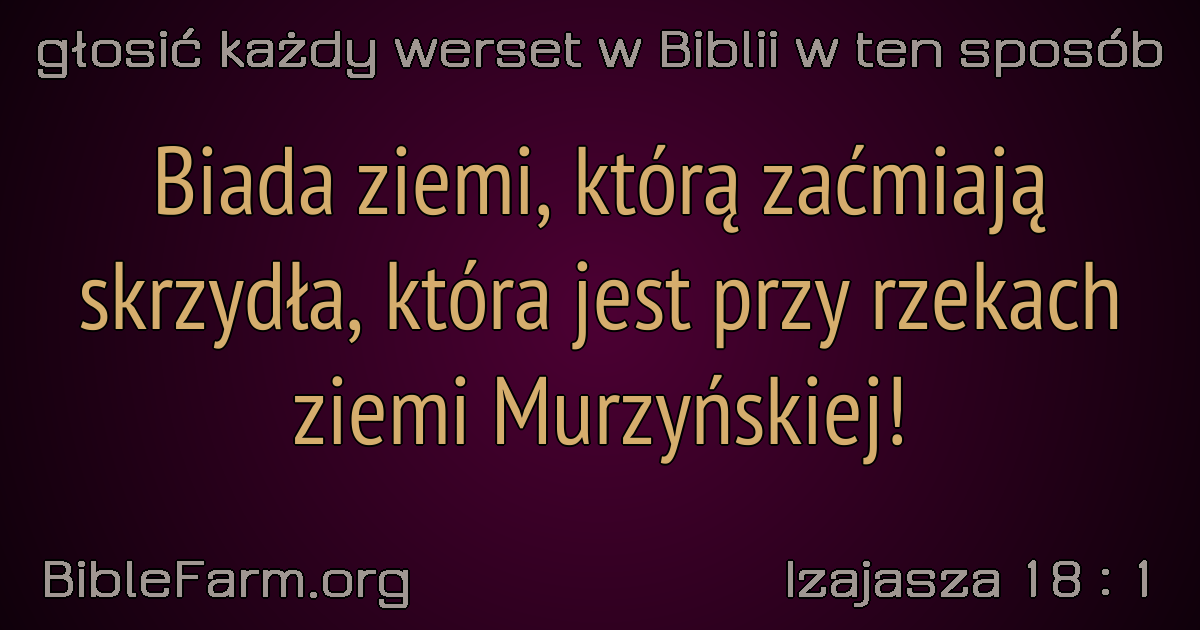 głosić każdy werset w Biblii w ten sposób
Biada ziemi, którą zaćmiają
skrzydła, która jest przy rzekach
ziemi Murzyńskiej!
BibleFarm.org
Izajasza 18 : 1